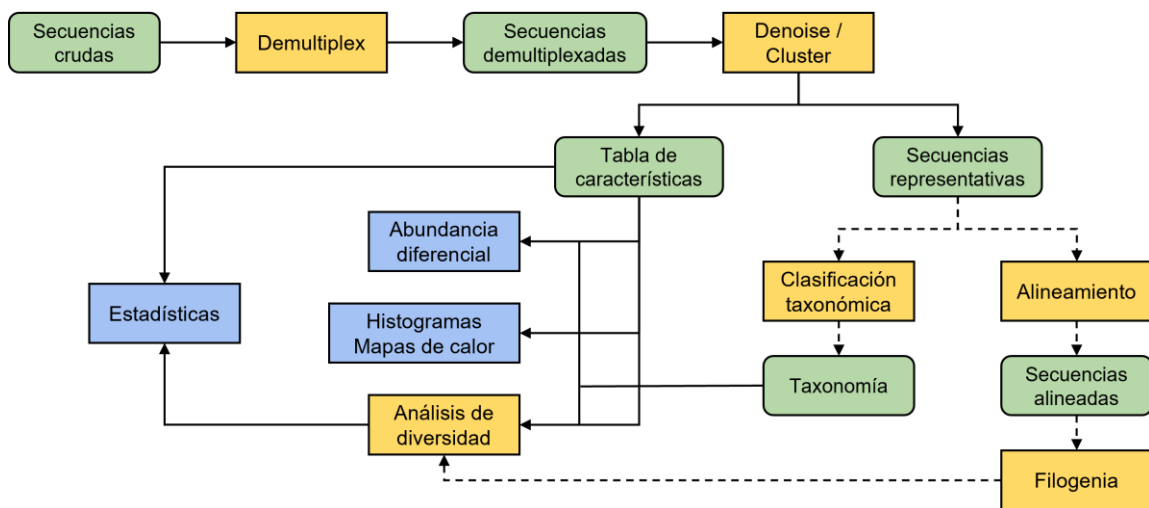 Secuencias
crudas
Demultiplex
Secuencias
demultiplexadas
Denoise /
Cluster
Tabla de
características
Secuencias
representativas
Abundancia
diferencial
Clasificación
taxonómica
Alineamiento
Estadísticas
Histogramas
Mapas de calor
Taxonomía
Secuencias
alineadas
Análisis de
diversidad
Filogenia